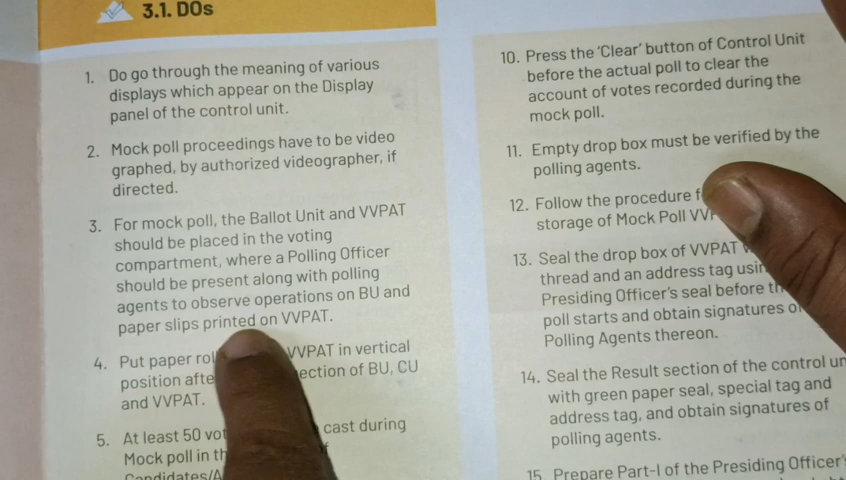 3.1. DOs
1. Do go through the meaning of various
displays which appear on the Display
panel of the control unit.
2. Mock poll proceedings have to be video
graphed, by authorized videographer, if
directed.
3. For mock poll, the Ballot Unit and VVPAT
should be placed in the voting
compartment, where a Polling Officer
should be present along with polling
agents to observe operations on BU and
paper slips printed on VVPAT.
4. Put paper VVPAT in vertical
position of BU, CU
and VVPAT.
5. At least 50 cast during
Mock poll in
10. Press the 'Clear' button of Control Unit
before the actual poll to clear the
account of votes recorded during the
mock poll.
11. Empty drop box must be verified by the
polling agents.
12. Follow the procedure
storage of Mock Poll
13. Seal the drop box of VVPAT
thread and an address tag
Presiding Officer's seal before
poll starts and obtain signatures
Polling Agents thereon.
14. Seal the Result section of the control
with green paper seal, special tag and
address tag, and obtain signatures of
polling agents.
15. Prepare Part-I of the Presiding Officer's